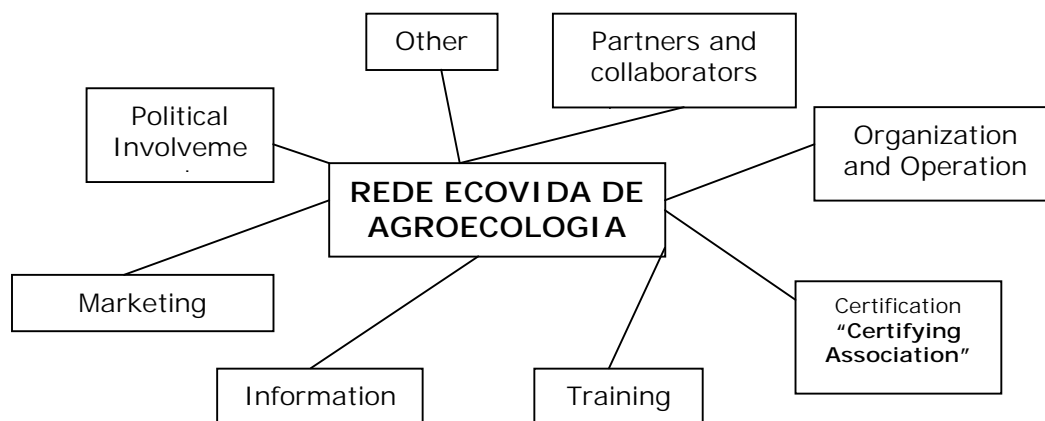 Other
Partners and
collaborators
Political
Involveme
Organization
and Operation
REDE ECOVIDA DE
AGROECOLOGIA
Marketing
Certification
“Certifying
Association”
Information
Training